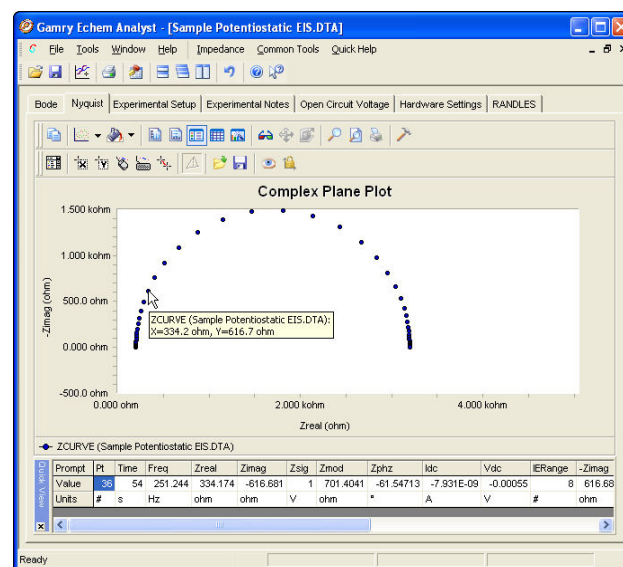 Gamry Echem Analyst - [Sample Potentiostatic EIS.DTA]
File Tools Window Help Impedance Common Tools Quick Help
Bode Nyquist Experimental Setup Experimental Notes Open Circuit Voltage Hardware Settings RANDLES
Complex Plane Plot
1.500 kohm
1.000 kohm
500.0 ohm
0.000 ohm
-500.0 ohm
-Zimag (ohm)
ZCURVE (Sample Potentiostatic EIS.DTA):
X=334.2 ohm, Y=616.7 ohm
0.000 ohm 2.000 kohm 4.000 kohm
Zreal (ohm)
ZCURVE (Sample Potentiostatic EIS.DTA)
Quick View
Prompt Pt Time Freq Zreal Zimag Zsig Zmod Zphz Idc Vdc IERange -Zimag
Value 36 54 251.244 334.174 -616.681 1 701.4041 -61.54713 -7.931E-09 -0.00055 8 616.68
Units # s Hz ohm ohm V ohm ° A V # ohm
Ready